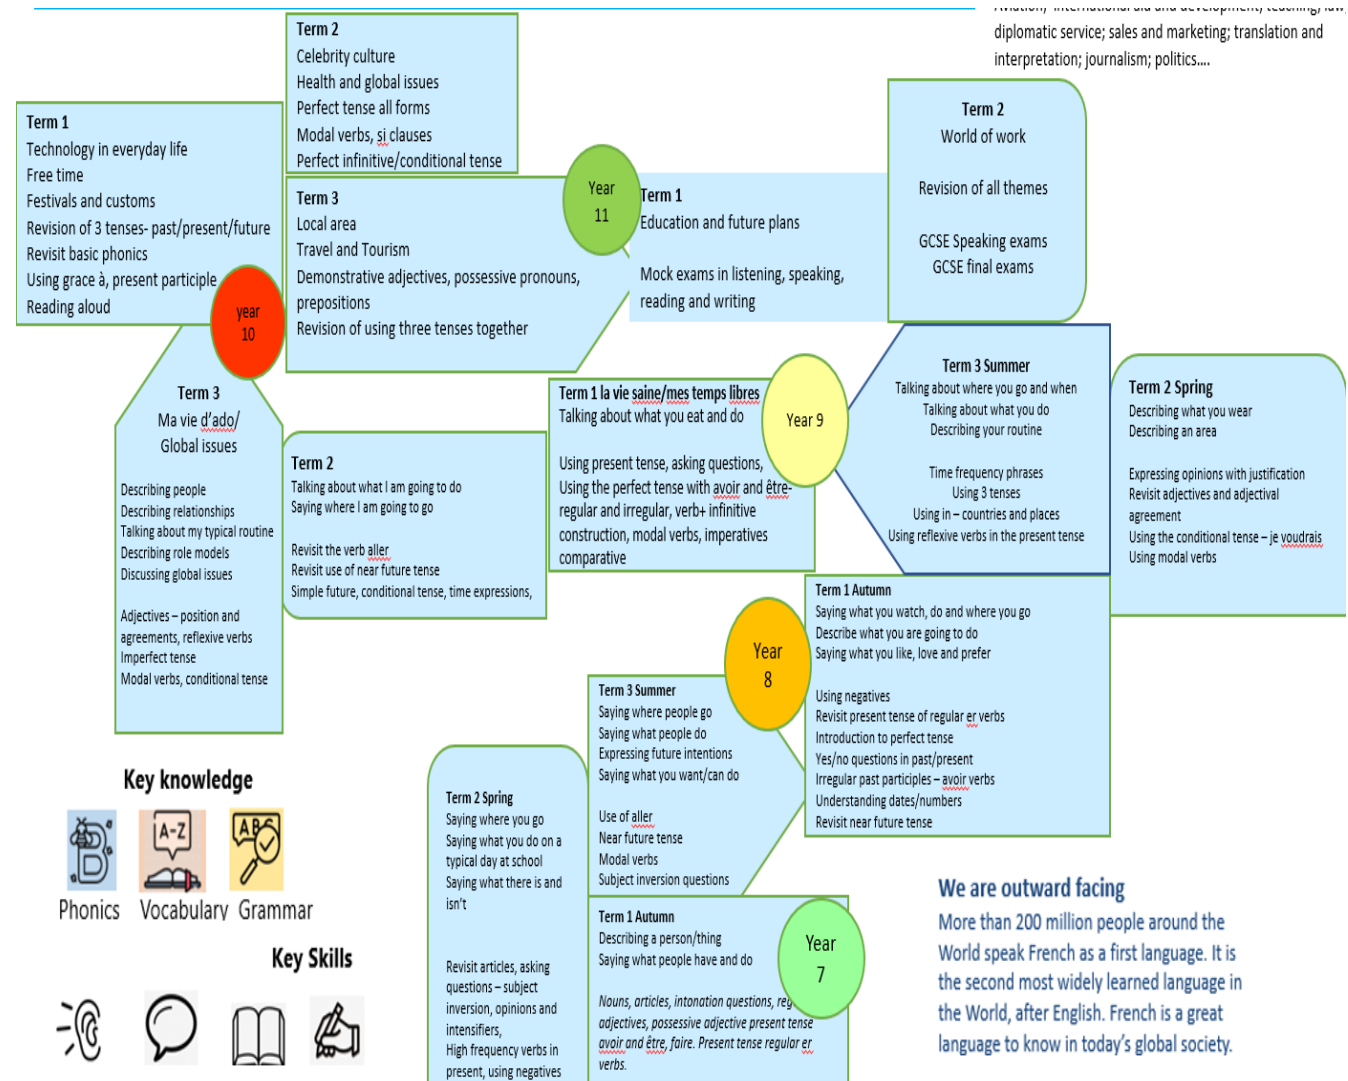 Aviation, international aid and development, teaching, law,
diplomatic service; sales and marketing; translation and
interpretation; journalism; politics....
Term 2
Celebrity culture
Health and global issues
Perfect tense all forms
Modal verbs, si clauses
Perfect infinitive/conditional tense
Term 1
Technology in everyday life
Free time
Festivals and customs
Revision of 3 tenses- past/present/future
Revisit basic phonics
Using grace à, present participle
Reading aloud
year
10
Term 3
Local area
Travel and Tourism
Demonstrative adjectives, possessive pronouns,
prepositions
Revision of using three tenses together
Year
11
Term 1
Education and future plans
Mock exams in listening, speaking,
reading and writing
Term 2
World of work
Revision of all themes
GCSE Speaking exams
GCSE final exams
Term 3
Ma vie d'ado/
Global issues
Describing people
Describing relationships
Talking about my typical routine
Describing role models
Discussing global issues
Adjectives – position and
agreements, reflexive verbs
Imperfect tense
Modal verbs, conditional tense
Term 2
Talking about what I am going to do
Saying where I am going to go
Revisit the verb aller
Revisit use of near future tense
Simple future, conditional tense, time expressions,
Term 1 la vie saine/mes temps libres
Talking about what you eat and do
Using present tense, asking questions,
Using the perfect tense with avoir and être-
regular and irregular, verb+ infinitive
construction, modal verbs, imperatives
comparative
Year 9
Term 3 Summer
Talking about where you go and when
Talking about what you do
Describing your routine
Time frequency phrases
Using 3 tenses
Using in – countries and places
Using reflexive verbs in the present tense
Term 2 Spring
Describing what you wear
Describing an area
Expressing opinions with justification
Revisit adjectives and adjectival
agreement
Using the conditional tense – je voudrais
Using modal verbs
Term 1 Autumn
Saying what you watch, do and where you go
Describe what you are going to do
Saying what you like, love and prefer
Using negatives
Revisit present tense of regular er verbs
Introduction to perfect tense
Yes/no questions in past/present
Irregular past participles – avoir verbs
Understanding dates/numbers
Revisit near future tense
Year
8
Term 3 Summer
Saying where people go
Saying what people do
Expressing future intentions
Saying what you want/can do
Use of aller
Near future tense
Modal verbs
Subject inversion questions
Term 2 Spring
Saying where you go
Saying what you do on a
typical day at school
Saying what there is and
isn't
Revisit articles, asking
questions – subject
inversion, opinions and
intensifiers,
High frequency verbs in
present, using negatives
Term 1 Autumn
Describing a person/thing
Saying what people have and do
Nouns, articles, intonation questions,
adjectives, possessive adjective present tense
avoir and être, faire. Present tense regular er
verbs.
Year
7
Key knowledge
A-Z
ABC
Phonics Vocabulary Grammar
Key Skills
We are outward facing
More than 200 million people around the
World speak French as a first language. It is
the second most widely learned language in
the World, after English. French is a great
language to know in today's global society.